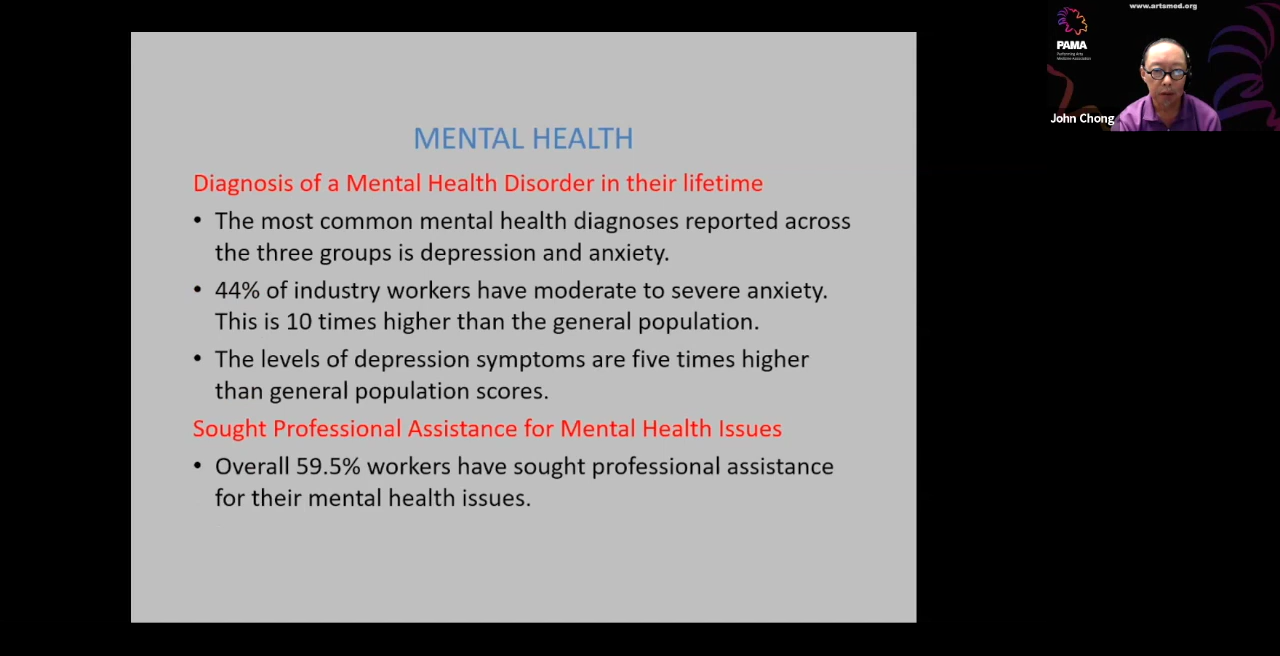 MENTAL HEALTH
Diagnosis of a Mental Health Disorder in their lifetime
• The most common mental health diagnoses reported across
the three groups is depression and anxiety.
• 44% of industry workers have moderate to severe anxiety.
This is 10 times higher than the general population.
• The levels of depression symptoms are five times higher
than general population scores.
Sought Professional Assistance for Mental Health Issues
• Overall 59.5% workers have sought professional assistance
for their mental health issues.
www.artsmed.org
PAMA
Performing Arts
Medicine Association
John Chong